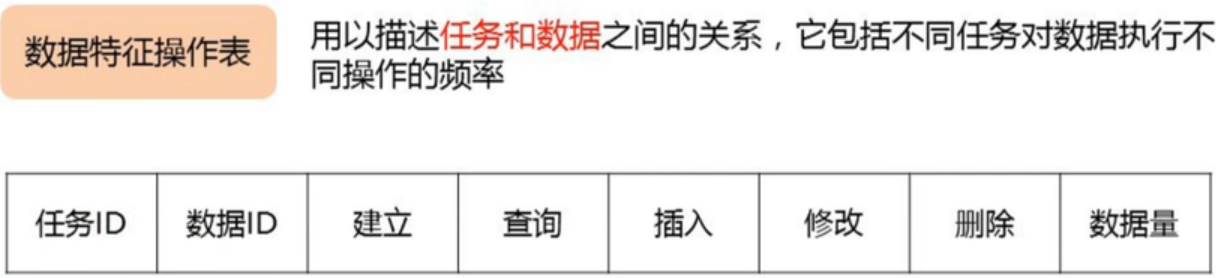 数据特征操作表
用以描述任务和数据之间的关系，它包括不同任务对数据执行不
同操作的频率
任务ID 数据ID 建立 查询 插入 修改 删除 数据量